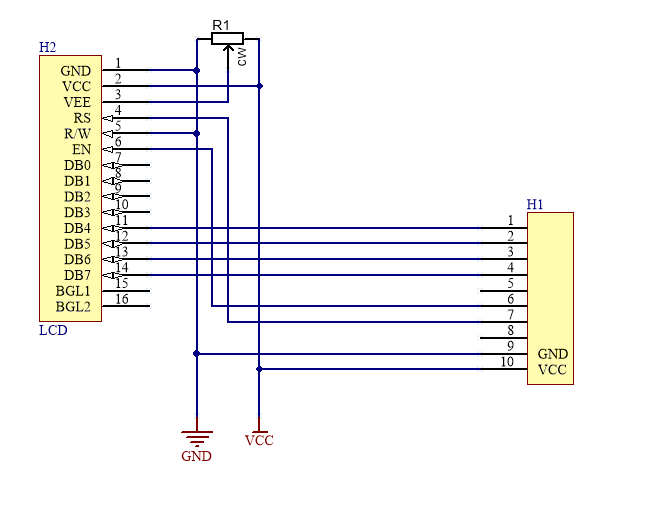 R1
CW
H2
GND 1
VCC 2
VEE 3
RS 4
R/W 5
EN 6
DB0 7
DB1 8
DB2 9
DB3 10
DB4 11
DB5 12
DB6 13
DB7 14
BGL1 15
BGL2 16
LCD
H1
1
2
3
4
5
6
7
8
9 GND
10 VCC
GND
VCC